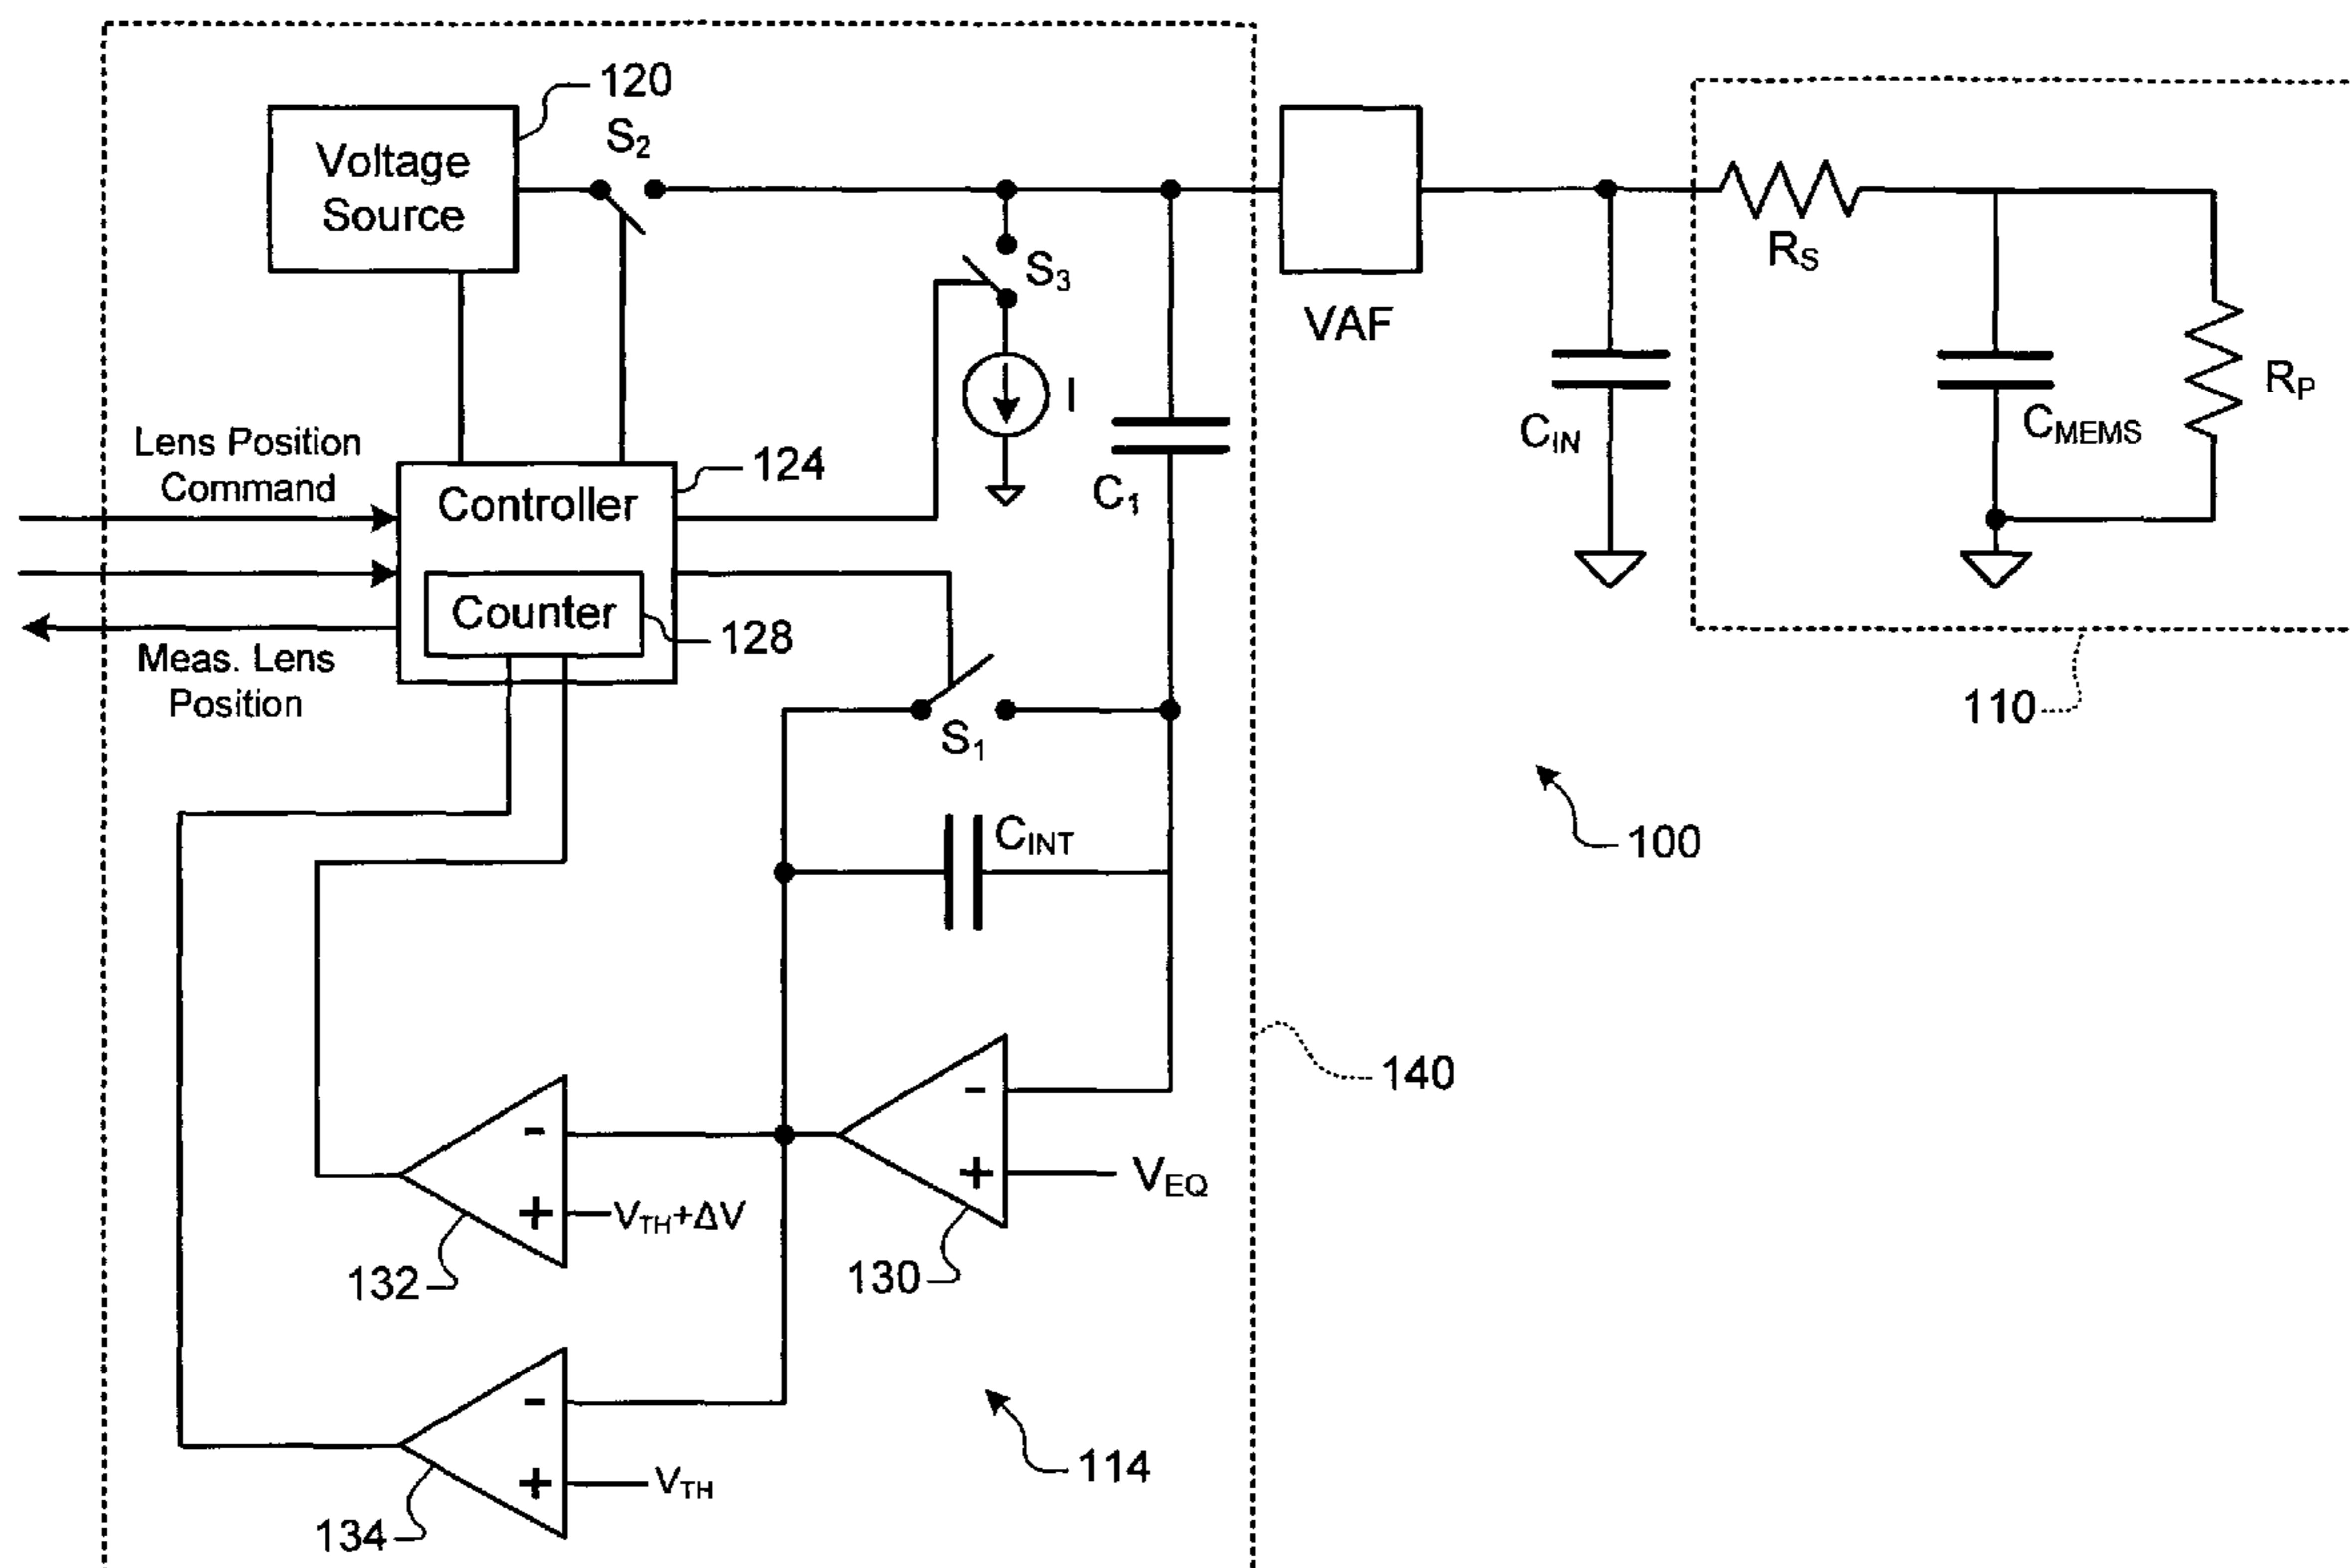 120
S2
Voltage
Source
S3
RS
VAF
I
RP
CIN
CMEMS
Lens Position
Command
124
Controller
C1
Counter
128
Meas. Lens
Position
110
S1
CINT
100
140
-
-
+
VEQ
+
VTH+ΔV
132
130
-
114
+
VTH
134